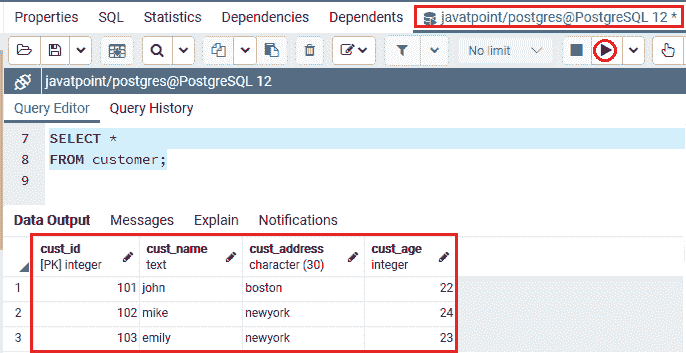 Properties SQL Statistics Dependencies Dependents javatpoint/postgres@PostgreSQL 12 *
No limit
javatpoint/postgres@PostgreSQL 12
Query Editor Query History
7 SELECT *
8 FROM customer;
9
Data Output Messages Explain Notifications
cust_id cust_name cust_address cust_age
[PK] integer text character (30) integer
1 101 john boston 22
2 102 mike newyork 24
3 103 emily newyork 23